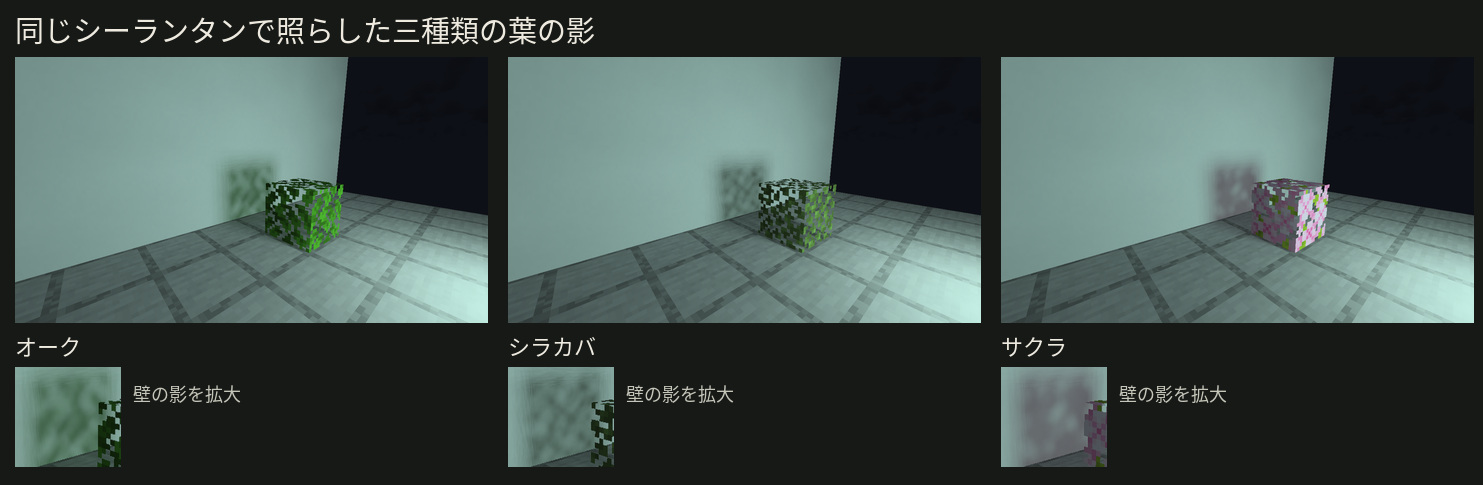 同じシーランタンで照らした三種類の葉の影
オーク
シラカバ
サクラ
壁の影を拡大
壁の影を拡大
壁の影を拡大